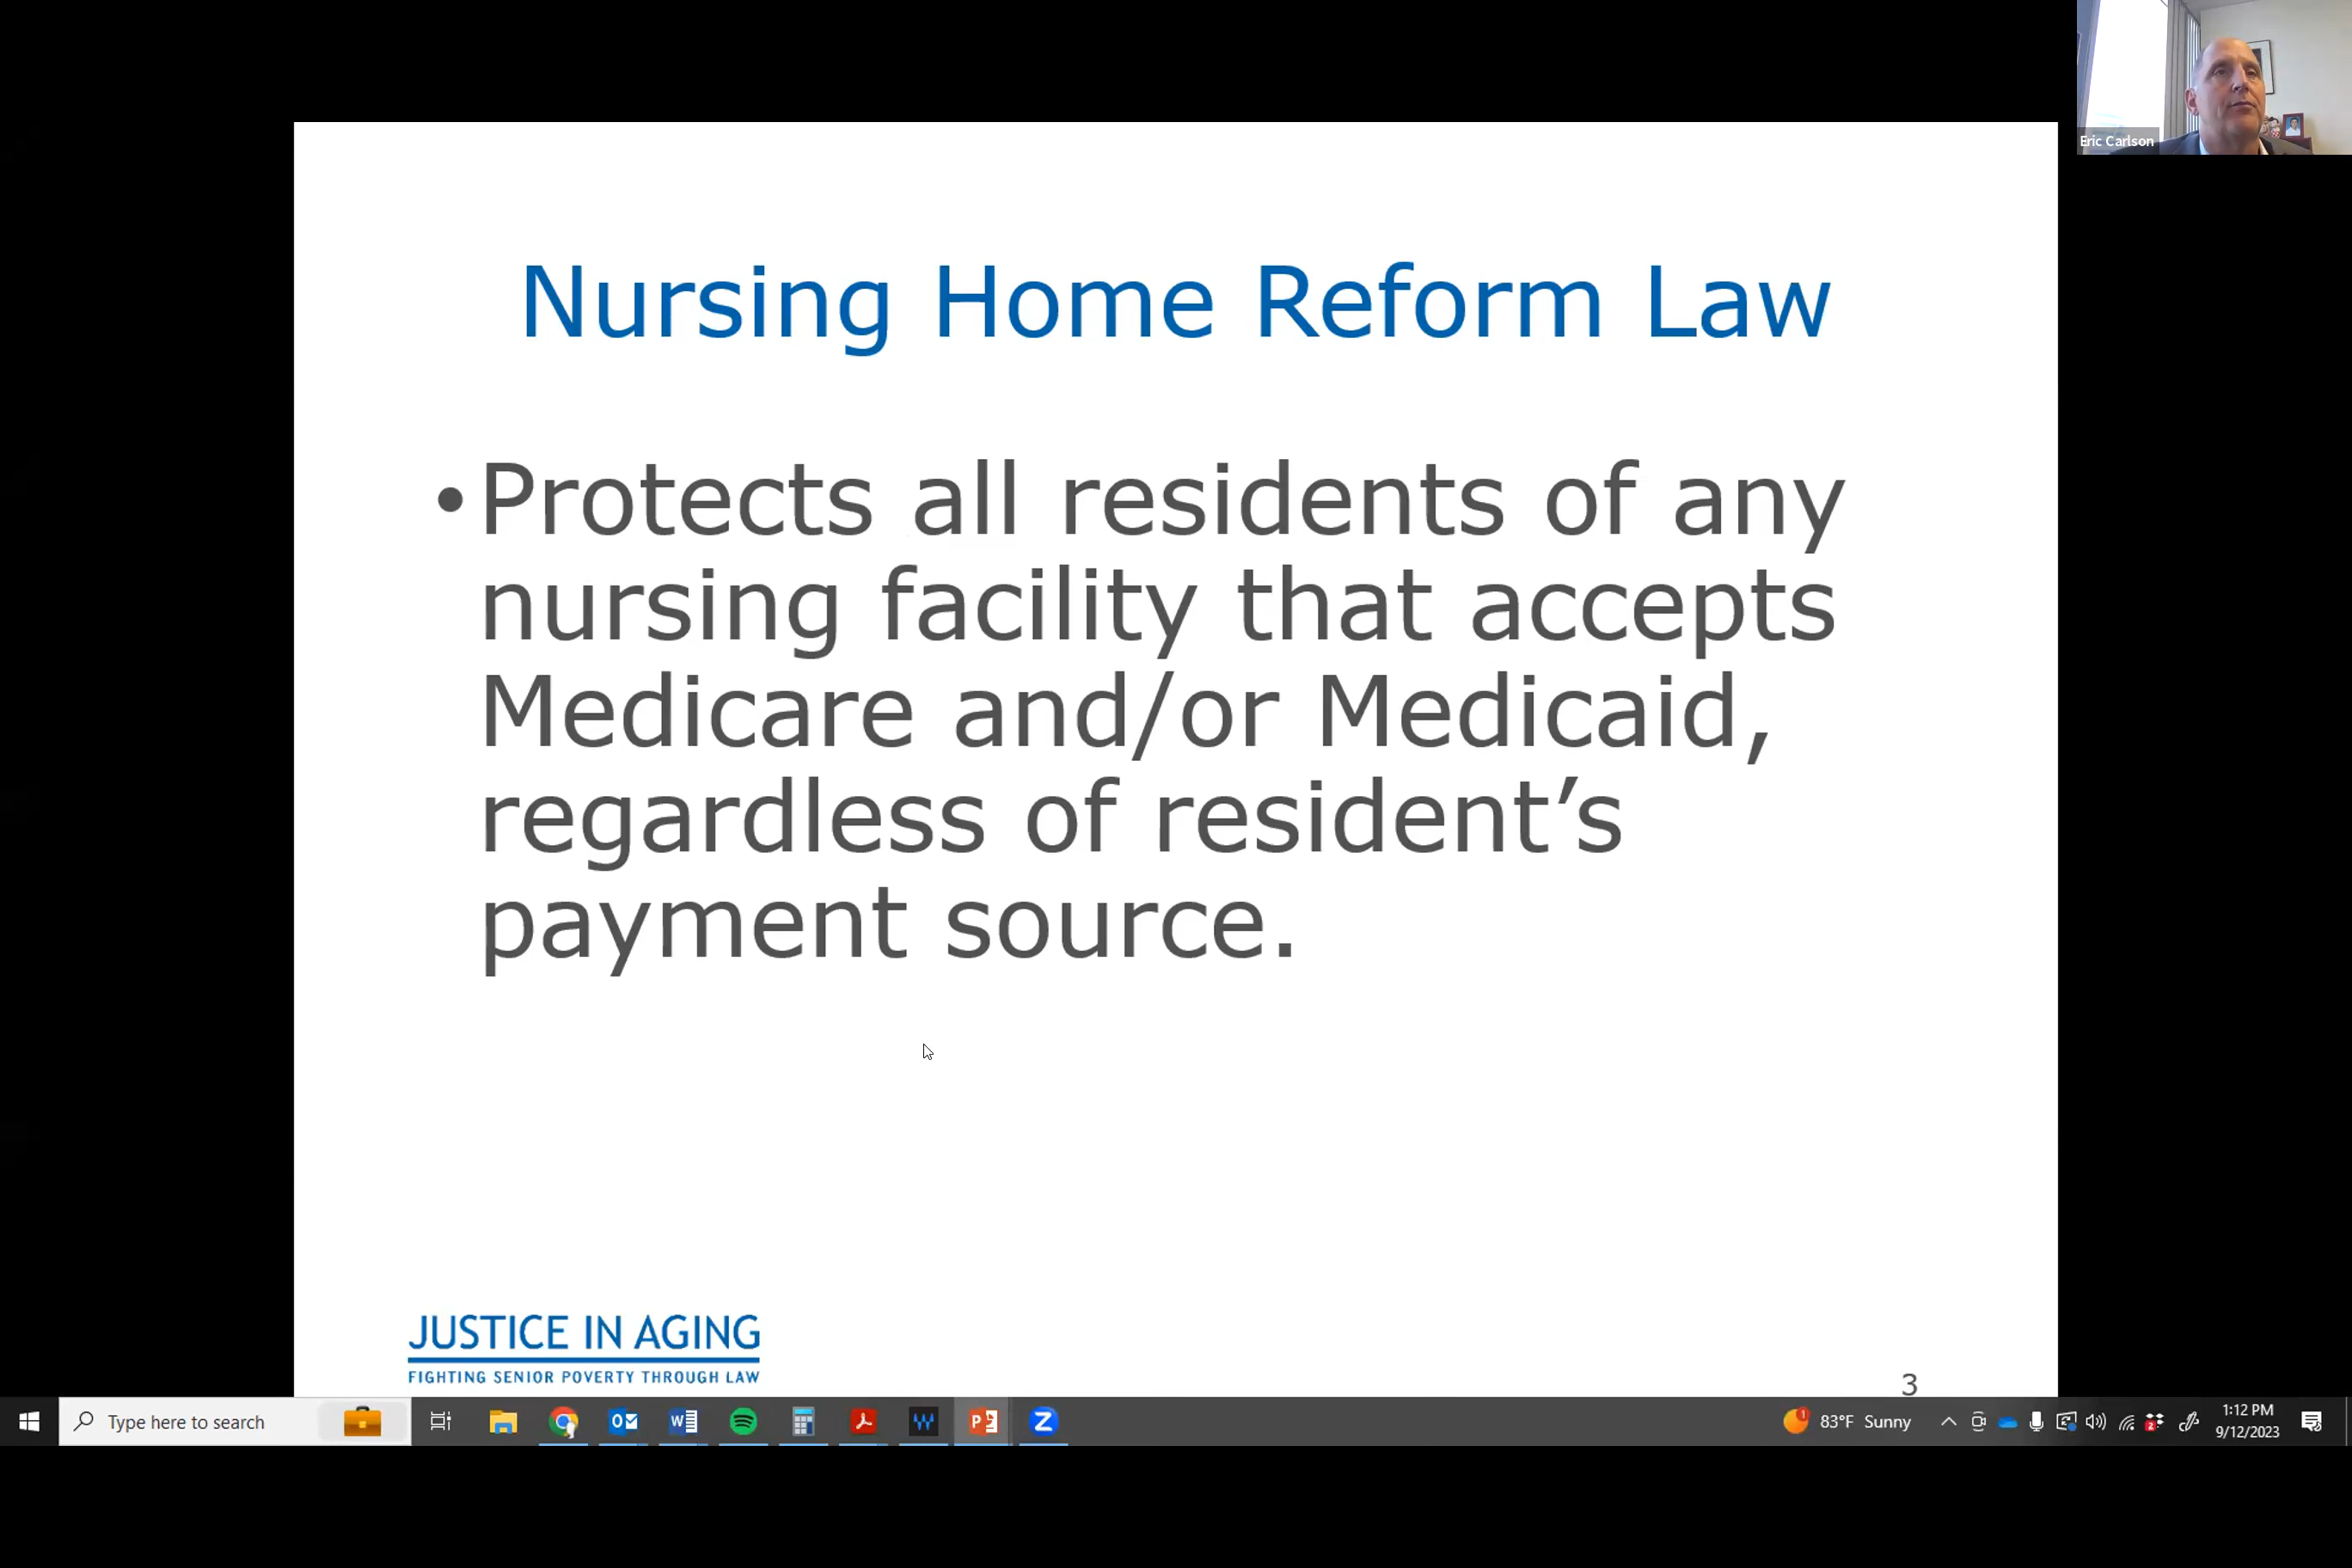 Eric Carlson
Nursing Home Reform Law
•Protects all residents of any
nursing facility that accepts
Medicare and/or Medicaid,
regardless of resident’s
payment source.
JUSTICE IN AGING
FIGHTING SENIOR POVERTY THROUGH LAW
3
Type here to search
83°F Sunny
1:12 PM
9/12/2023